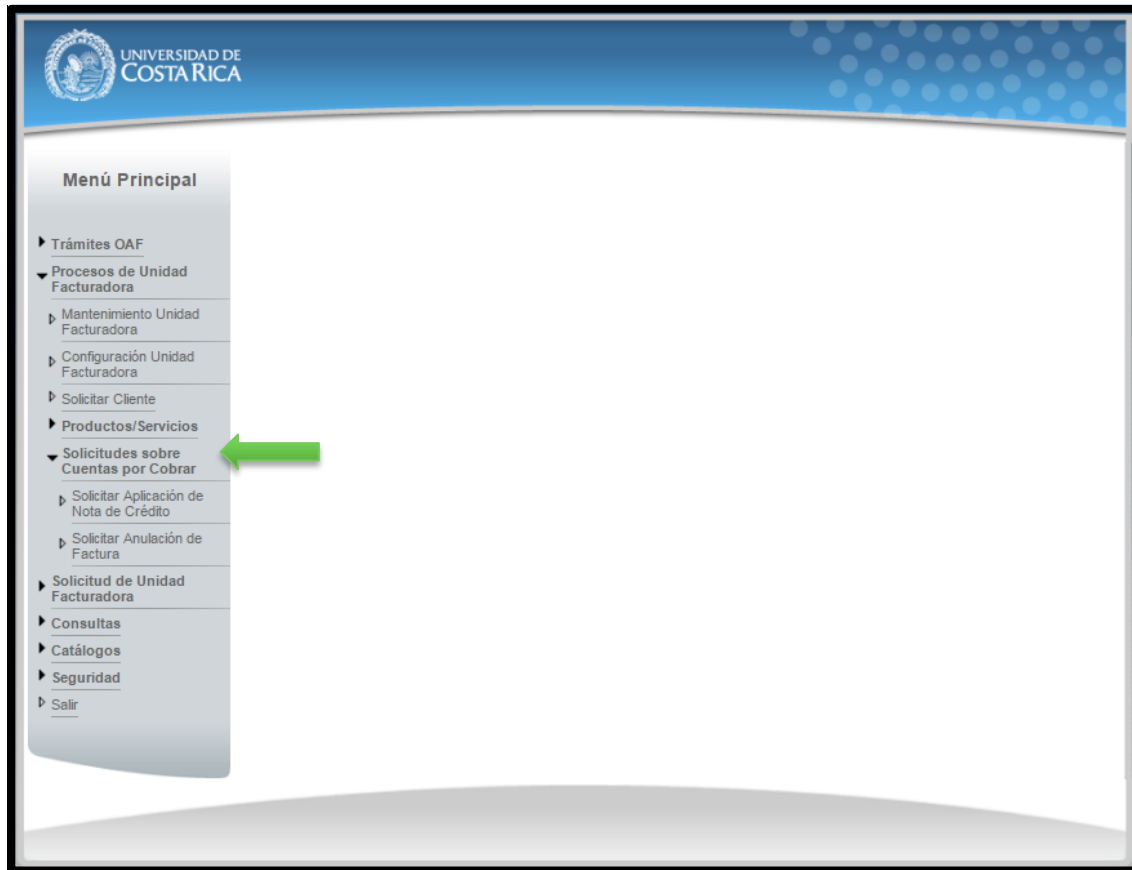 UNIVERSIDAD DE
COSTA RICA
Menú Principal
Trámites OAF
Procesos de Unidad
Facturadora
Mantenimiento Unidad
Facturadora
Configuración Unidad
Facturadora
Solicitar Cliente
Productos/Servicios
Solicitudes sobre
Cuentas por Cobrar
Solicitar Aplicación de
Nota de Crédito
Solicitar Anulación de
Factura
Solicitud de Unidad
Facturadora
Consultas
Catálogos
Seguridad
Salir